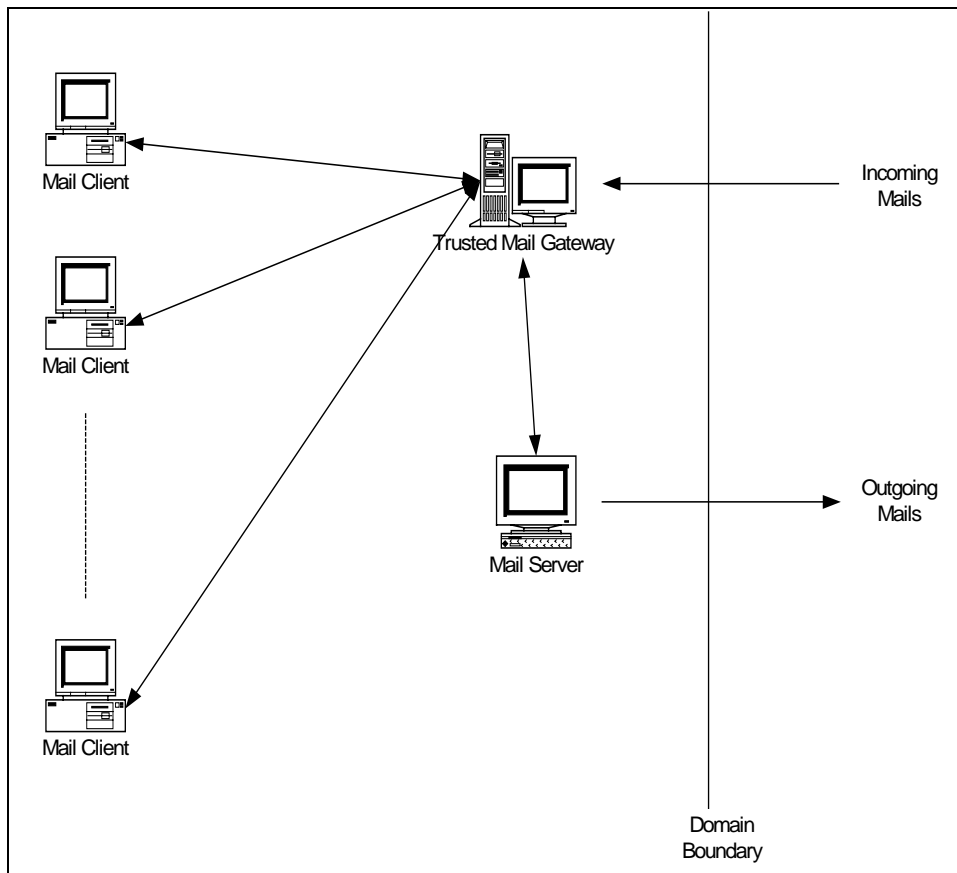 Mail Client
Incoming
Mails
Trusted Mail Gateway
Mail Client
Outgoing
Mails
Mail Server
Mail Client
Domain
Boundary